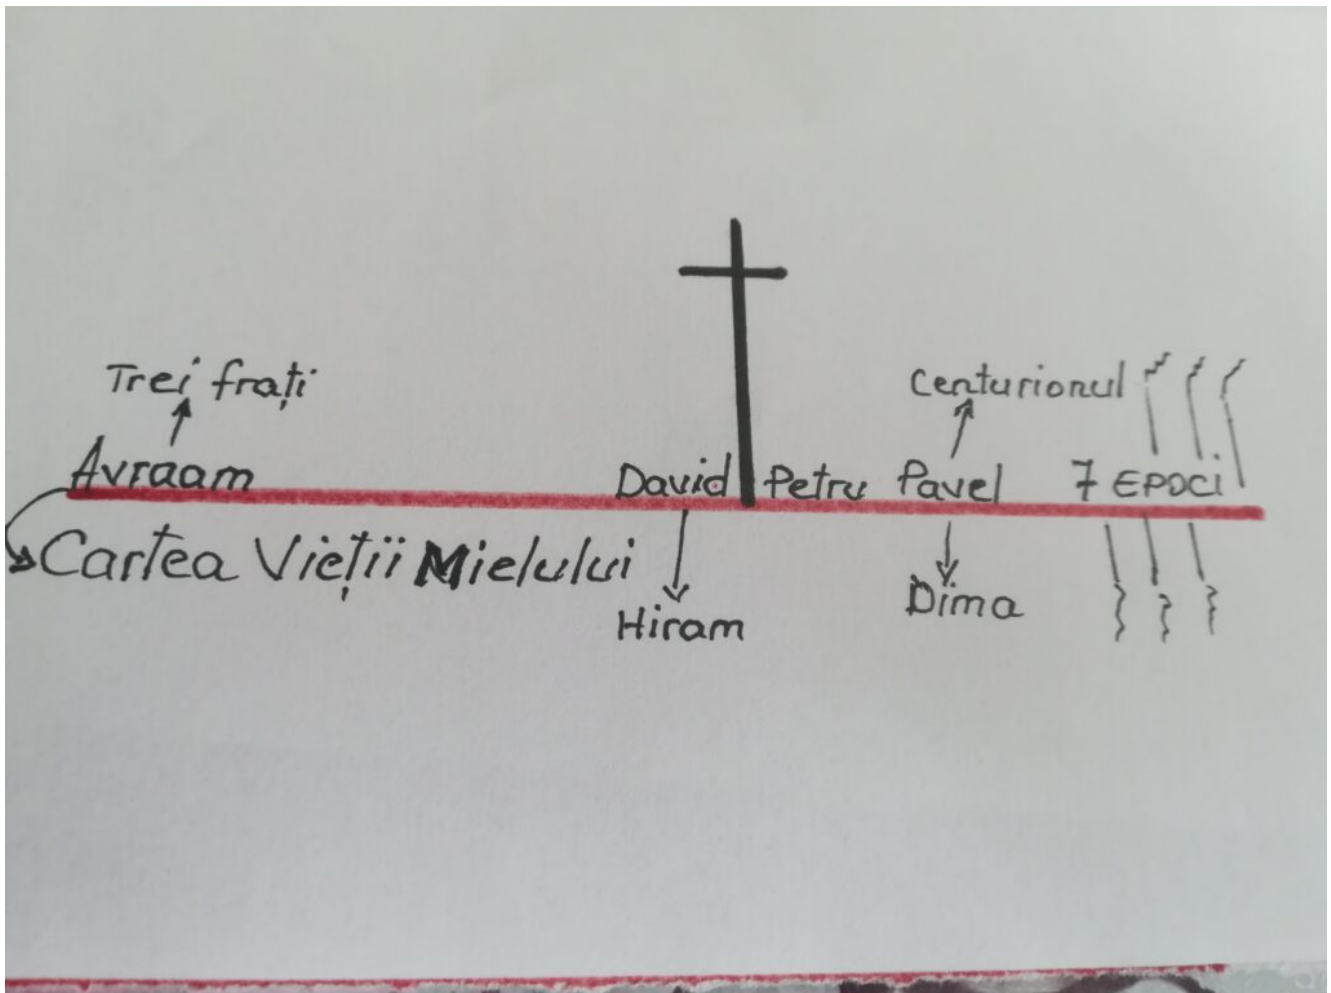 Trei frați
Centurionul
Avraam
David Petru Pavel 7 EPOCI
Cartea Vieții Mielului
Dima
Hiram